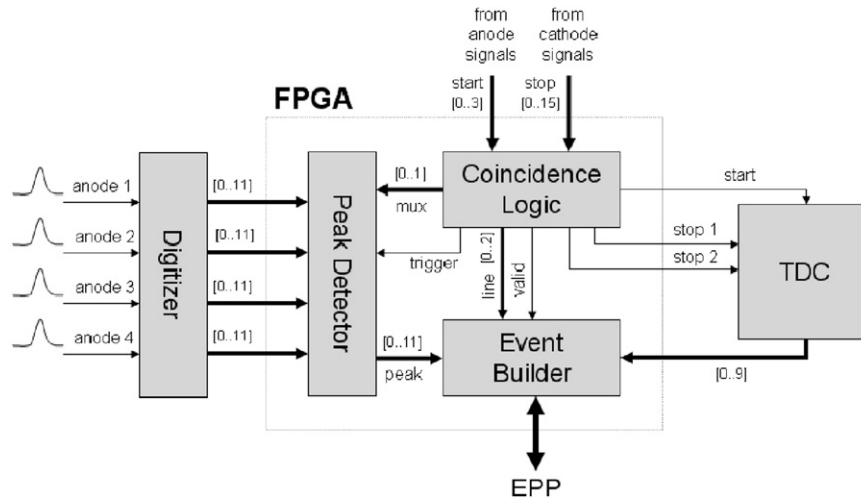 from
anode
signals
from
cathode
signals
start
[0..3]
stop
[0..15]
FPGA
anode 1
anode 2
anode 3
anode 4
Digitizer
[0..11]
[0..11]
[0..11]
[0..11]
Peak Detector
[0..1]
mux
trigger
Coincidence
Logic
line [0..2]
valid
start
stop 1
stop 2
TDC
[0..11]
peak
Event
Builder
[0..9]
EPP